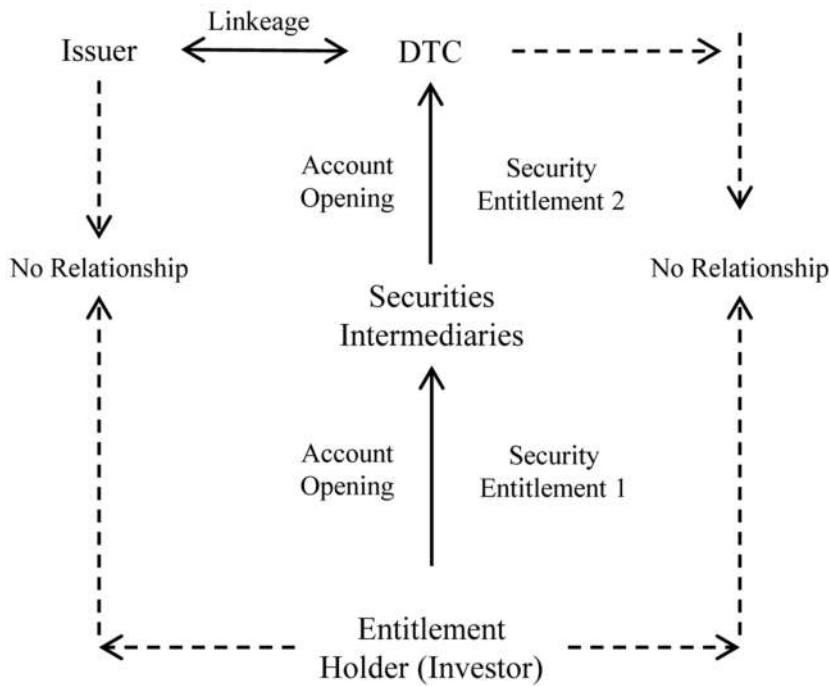 Linkeage
Issuer
DTC
Account
Opening
Security
Entitlement 2
No Relationship
No Relationship
Securities
Intermediaries
Account
Opening
Security
Entitlement 1
Entitlement
Holder (Investor)